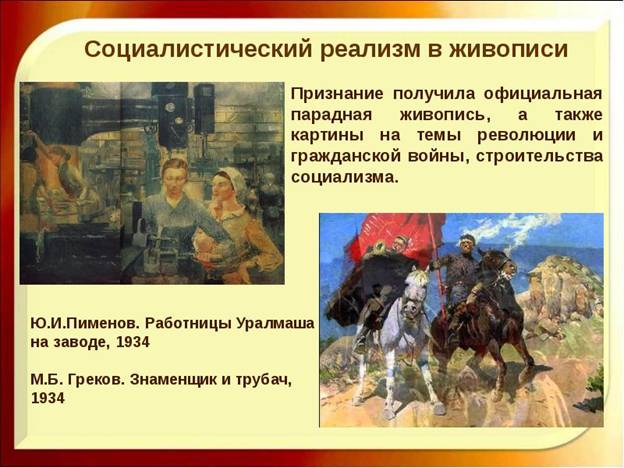 Социалистический реализм в живописи
Признание получила официальная
парадная живопись, а также
картины на темы революции и
гражданской войны, строительства
социализма.
Ю.И.Пименов. Работницы Уралмаша
на заводе, 1934
М.Б. Греков. Знаменщик и трубач,
1934